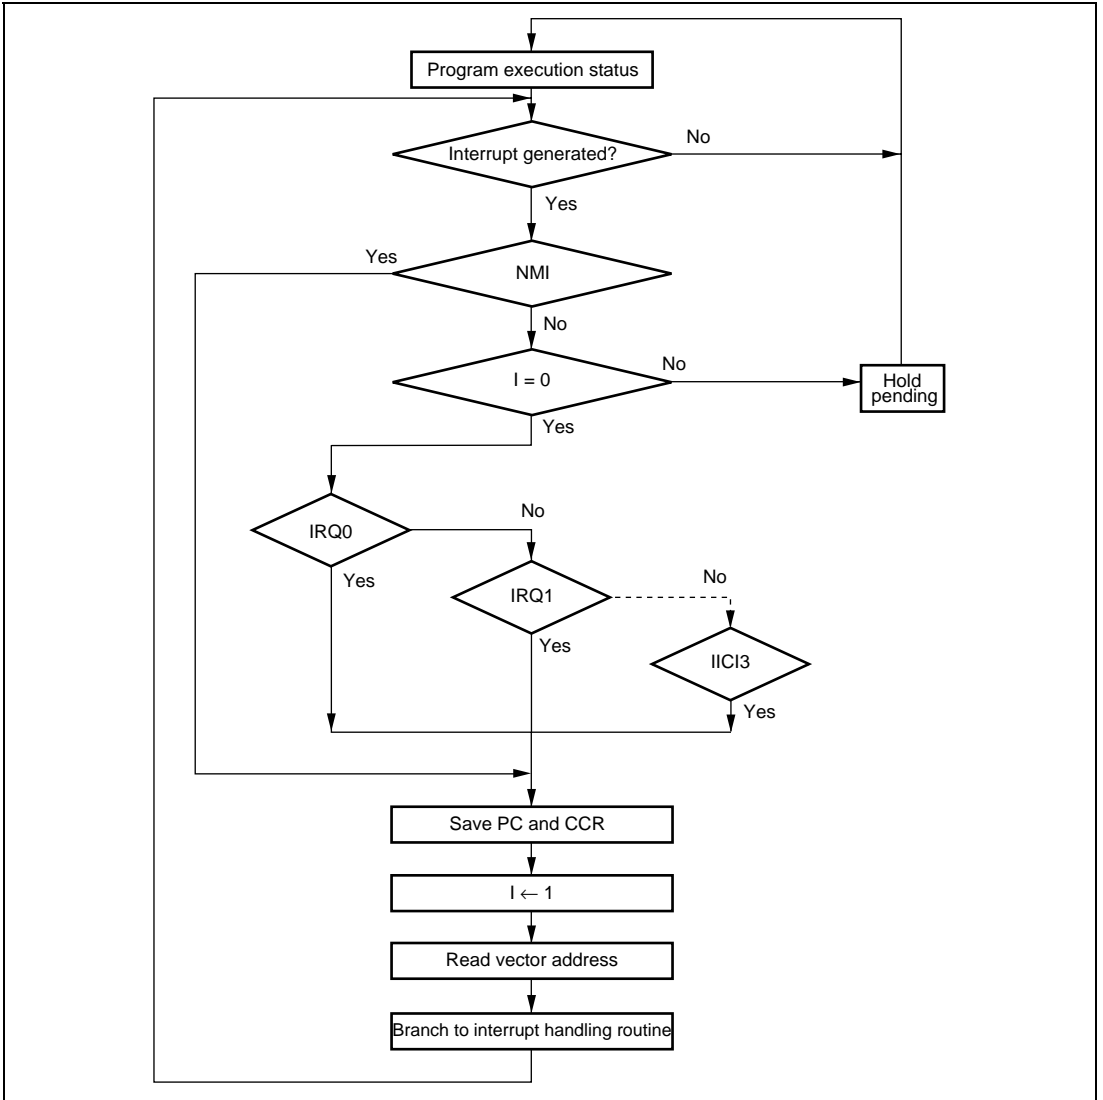 Program execution status
Interrupt generated?
No
Yes
Yes
NMI
No
I = 0
No
Hold
pending
Yes
IRQ0
No
Yes
IRQ1
No
Yes
IICI3
Yes
Save PC and CCR
I ← 1
Read vector address
Branch to interrupt handling routine